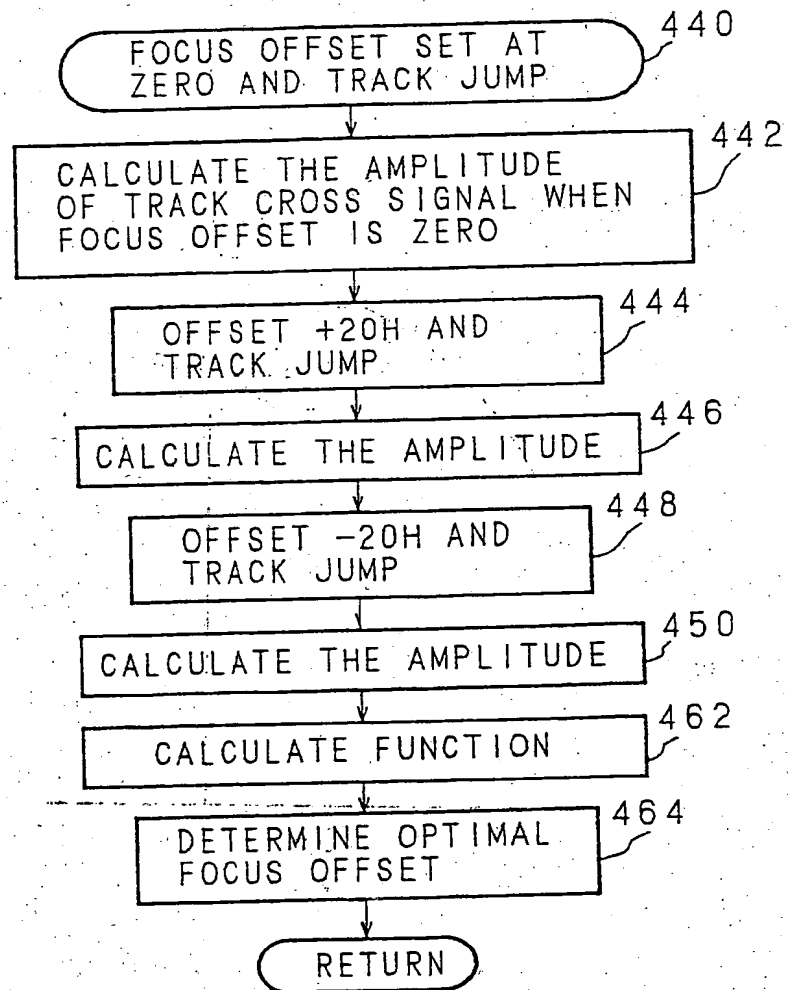 FOCUS OFFSET SET AT
ZERO AND TRACK JUMP
440
CALCULATE THE AMPLITUDE
OF TRACK CROSS SIGNAL WHEN
FOCUS OFFSET IS ZERO
442
OFFSET +20H AND
TRACK JUMP
444
CALCULATE THE AMPLITUDE
446
OFFSET -20H AND
TRACK JUMP
448
CALCULATE THE AMPLITUDE
450
CALCULATE FUNCTION
462
DETERMINE OPTIMAL
FOCUS OFFSET
464
RETURN